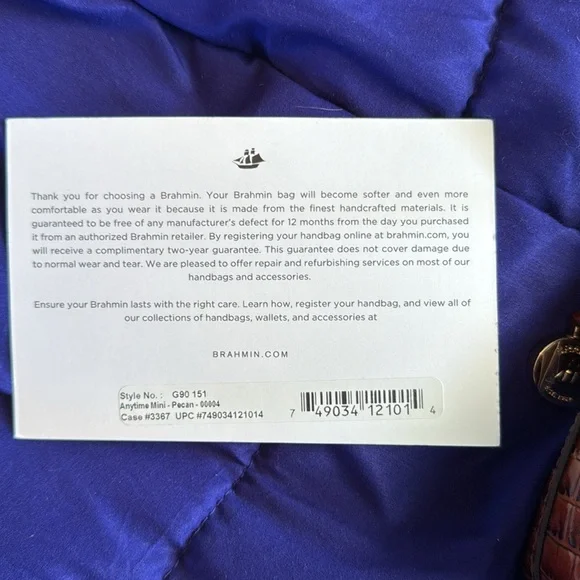 Thank you for choosing a Brahmin. Your Brahmin bag will become softer and even more
comfortable as you wear it because it is made from the finest handcrafted materials. It is
guaranteed to be free of any manufacturer's defect for 12 months from the day you purchased
it from an authorized Brahmin retailer. By registering your handbag online at brahmin.com, you
will receive a complimentary two-year guarantee. This guarantee does not cover damage due
to normal wear and tear. We are pleased to offer repair and refurbishing services on most of our
handbags and accessories.
Ensure your Brahmin lasts with the right care. Learn how, register your handbag, and view all of
our collections of handbags, wallets, and accessories at
BRAHMIN.COM
Style No. : G90 151
Anytime Mini - Pecan - 00004
Case #3367 UPC #749034121014
7 49034 12101 4